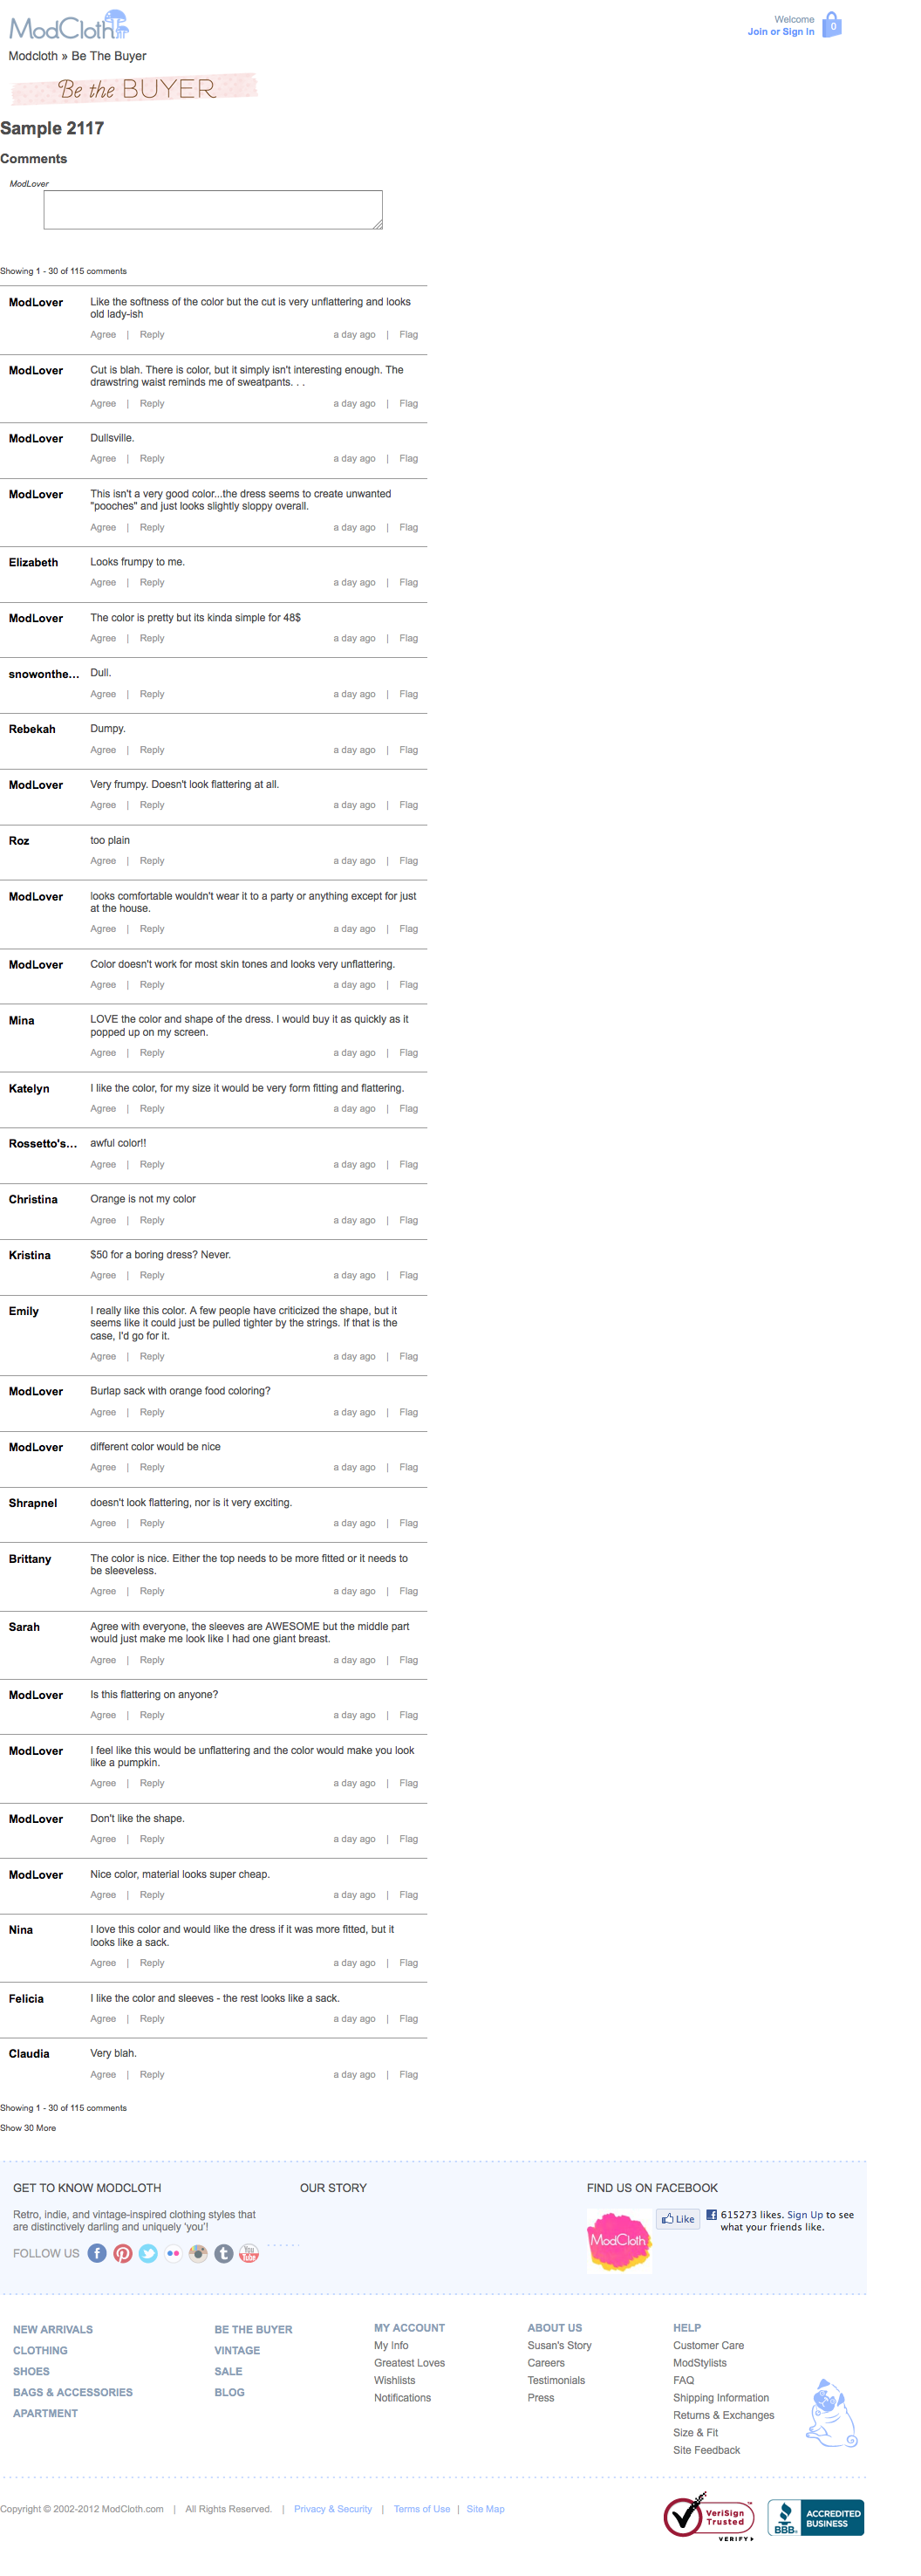 ModCloth
Welcome
Join or Sign In
0
Modcloth » Be The Buyer
Be the BUYER
Sample 2117
Comments
ModLover
Showing 1 - 30 of 115 comments
ModLover
Like the softness of the color but the cut is very unflattering and looks
old lady-ish
Agree | Reply a day ago | Flag
ModLover
Cut is blah. There is color, but it simply isn't interesting enough. The
drawstring waist reminds me of sweatpants. . .
Agree | Reply a day ago | Flag
ModLover
Dullsville.
Agree | Reply a day ago | Flag
ModLover
This isn't a very good color...the dress seems to create unwanted
"pooches" and just looks slightly sloppy overall.
Agree | Reply a day ago | Flag
Elizabeth
Looks frumpy to me.
Agree | Reply a day ago | Flag
ModLover
The color is pretty but its kinda simple for 48$
Agree | Reply a day ago | Flag
snowonthe...
Dull.
Agree | Reply a day ago | Flag
Rebekah
Dumpy.
Agree | Reply a day ago | Flag
ModLover
Very frumpy. Doesn't look flattering at all.
Agree | Reply a day ago | Flag
Roz
too plain
Agree | Reply a day ago | Flag
ModLover
looks comfortable wouldn't wear it to a party or anything except for just
at the house.
Agree | Reply a day ago | Flag
ModLover
Color doesn't work for most skin tones and looks very unflattering.
Agree | Reply a day ago | Flag
Mina
LOVE the color and shape of the dress. I would buy it as quickly as it
popped up on my screen.
Agree | Reply a day ago | Flag
Katelyn
I like the color, for my size it would be very form fitting and flattering.
Agree | Reply a day ago | Flag
Rossetto's...
awful color!!
Agree | Reply a day ago | Flag
Christina
Orange is not my color
Agree | Reply a day ago | Flag
Kristina
$50 for a boring dress? Never.
Agree | Reply a day ago | Flag
Emily
I really like this color. A few people have criticized the shape, but it
seems like it could just be pulled tighter by the strings. If that is the
case, I'd go for it.
Agree | Reply a day ago | Flag
ModLover
Burlap sack with orange food coloring?
Agree | Reply a day ago | Flag
ModLover
different color would be nice
Agree | Reply a day ago | Flag
Shrapnel
doesn't look flattering, nor is it very exciting.
Agree | Reply a day ago | Flag
Brittany
The color is nice. Either the top needs to be more fitted or it needs to
be sleeveless.
Agree | Reply a day ago | Flag
Sarah
Agree with everyone, the sleeves are AWESOME but the middle part
would just make me look like I had one giant breast.
Agree | Reply a day ago | Flag
ModLover
Is this flattering on anyone?
Agree | Reply a day ago | Flag
ModLover
I feel like this would be unflattering and the color would make you look
like a pumpkin.
Agree | Reply a day ago | Flag
ModLover
Don't like the shape.
Agree | Reply a day ago | Flag
ModLover
Nice color, material looks super cheap.
Agree | Reply a day ago | Flag
Nina
I love this color and would like the dress if it was more fitted, but it
looks like a sack.
Agree | Reply a day ago | Flag
Felicia
I like the color and sleeves - the rest looks like a sack.
Agree | Reply a day ago | Flag
Claudia
Very blah.
Agree | Reply a day ago | Flag
Showing 1 - 30 of 115 comments
Show 30 More
GET TO KNOW MODCLOTH
Retro, indie, and vintage-inspired clothing styles that
are distinctively darling and uniquely 'you'!
FOLLOW US
You
Tube
OUR STORY
FIND US ON FACEBOOK
ModCloth
Like
615273 likes. Sign Up to see
what your friends like.
NEW ARRIVALS
CLOTHING
SHOES
BAGS & ACCESSORIES
APARTMENT
BE THE BUYER
VINTAGE
SALE
BLOG
MY ACCOUNT
My Info
Greatest Loves
Wishlists
Notifications
ABOUT US
Susan's Story
Careers
Testimonials
Press
HELP
Customer Care
ModStylists
FAQ
Shipping Information
Returns & Exchanges
Size & Fit
Site Feedback
Copyright © 2002-2012 ModCloth.com | All Rights Reserved. | Privacy & Security | Terms of Use | Site Map
VeriSign
Trusted
VERIFY
BBB.
ACCREDITED
BUSINESS